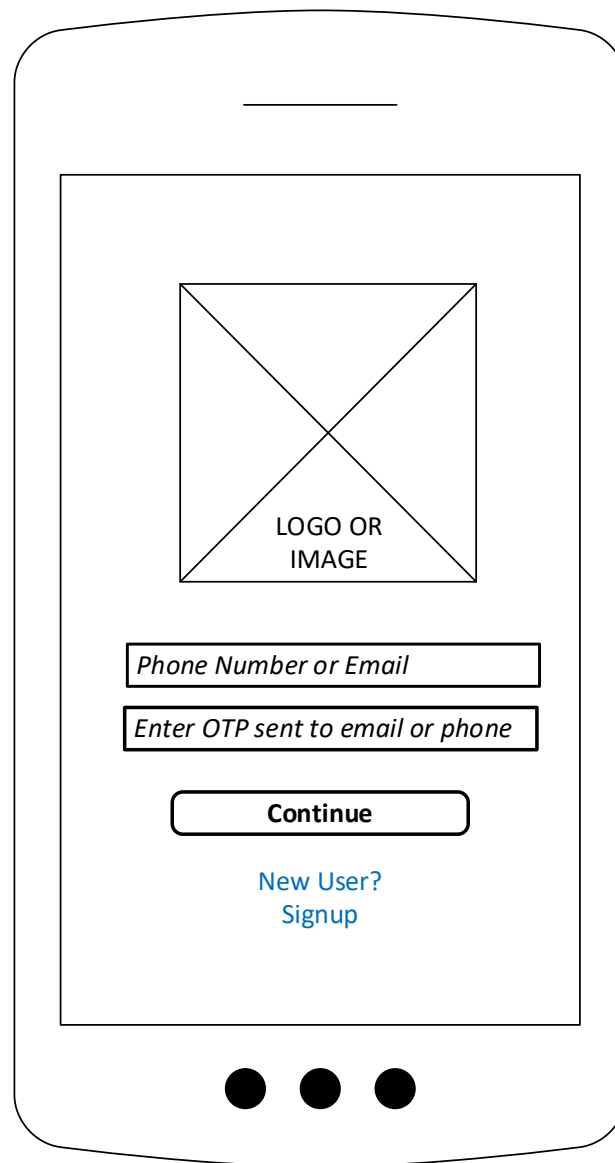 LOGO OR
IMAGE
Phone Number or Email
Enter OTP sent to email or phone
Continue
New User?
Signup